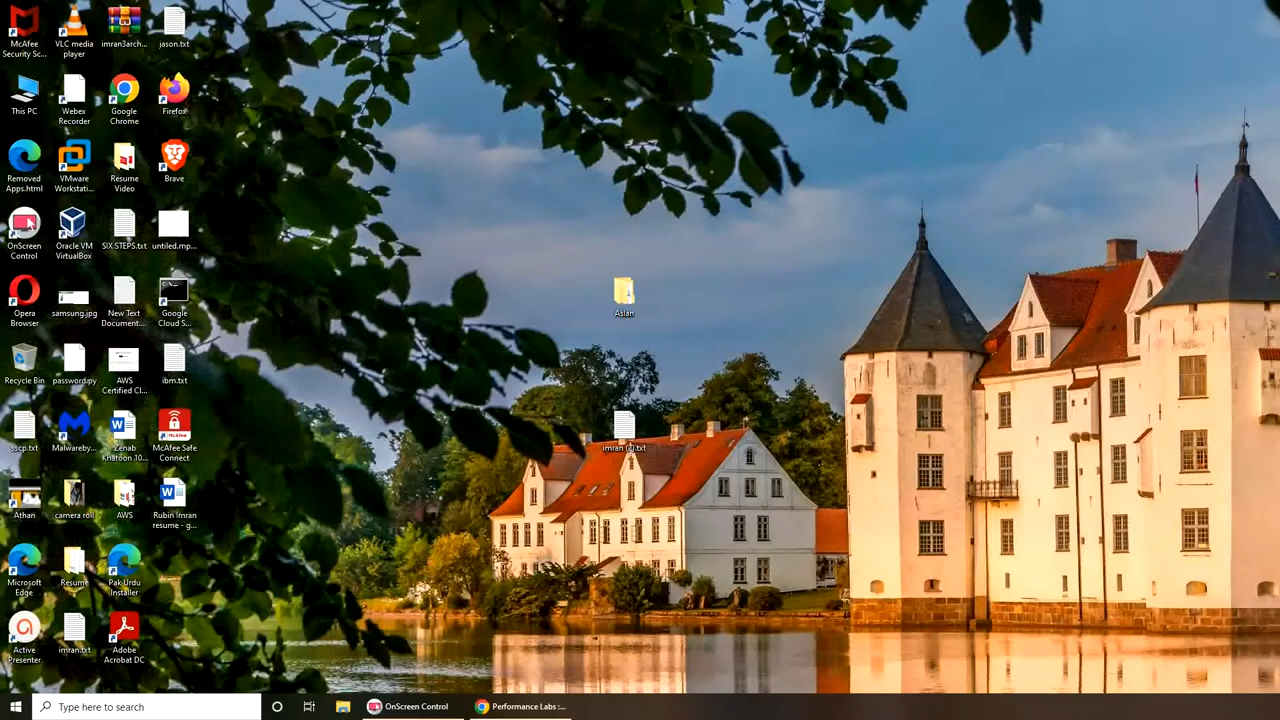 McAfee
Security Sc...
VLC media
player
imran3arch...
jason.txt
This PC
Webex
Recorder
Google
Chrome
Firefox
Removed
Apps.html
VMware
Workstati...
Resume
Video
Brave
OnScreen
Control
Oracle VM
VirtualBox
SIX STEPS.txt
untiled.mp...
Opera
Browser
samsung.jpg
New Text
Document...
Google
Cloud S...
Aslan
Recycle Bin
password.py
AWS
Certified Cl...
ibm.txt
sscp.txt
Malwareby...
Zenab
Khatoon 10...
McAfee Safe
Connect
imran (2).txt
Athan
camera roll
AWS
Rubin Imran
resume - g...
Microsoft
Edge
Resume
Pak Urdu
Installer
Active
Presenter
imran.txt
Adobe
Acrobat DC
Type here to search
OnScreen Control
Performance Labs :...